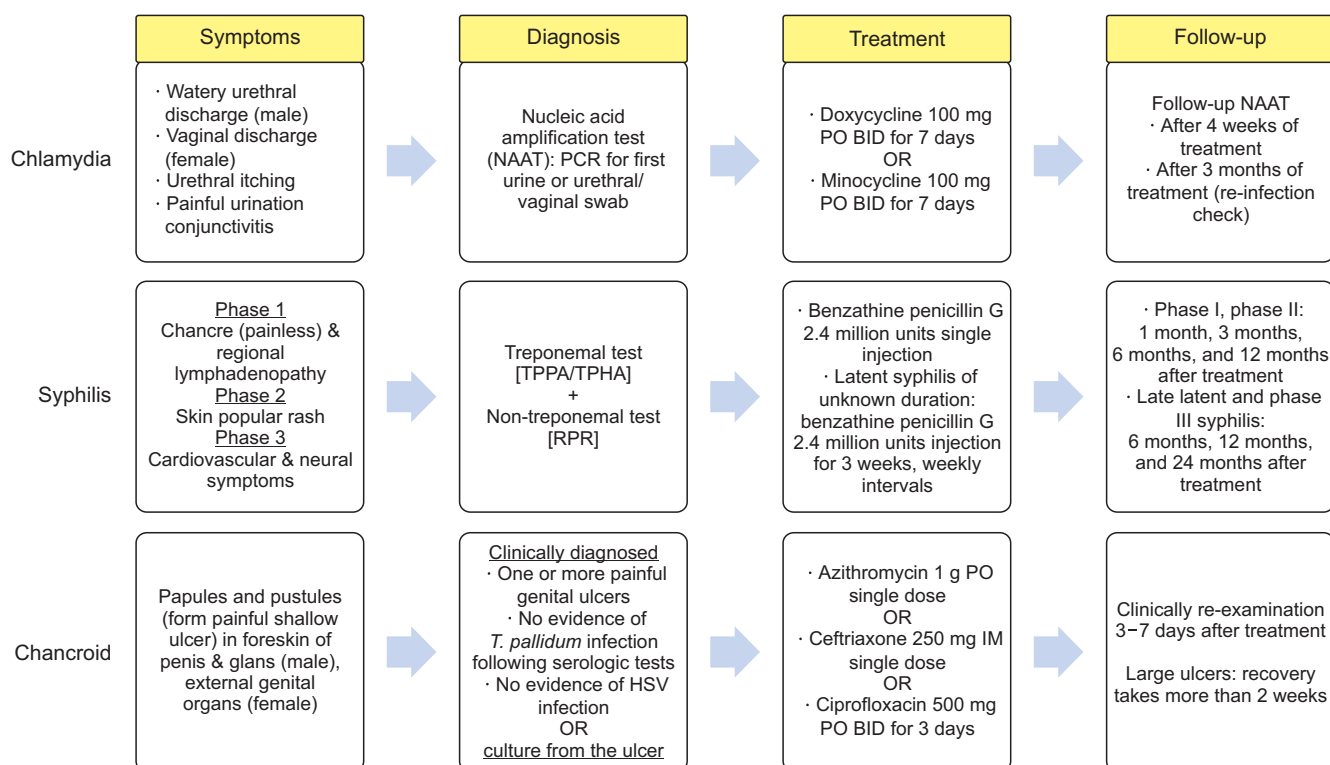 Symptoms
Diagnosis
Treatment
Follow-up
Chlamydia
· Watery urethral
discharge (male)
· Vaginal discharge
(female)
· Urethral itching
· Painful urination
conjunctivitis
Nucleic acid
amplification test
(NAAT): PCR for first
urine or urethral/
vaginal swab
· Doxycycline 100 mg
PO BID for 7 days
OR
· Minocycline 100 mg
PO BID for 7 days
Follow-up NAAT
· After 4 weeks of
treatment
· After 3 months of
treatment (re-infection
check)
Syphilis
Phase 1
Chancre (painless) &
regional
lymphadenopathy
Phase 2
Skin popular rash
Phase 3
Cardiovascular & neural
symptoms
Treponemal test
[TPPA/TPHA]
+
Non-treponemal test
[RPR]
· Benzathine penicillin G
2.4 million units single
injection
· Latent syphilis of
unknown duration:
benzathine penicillin G
2.4 million units injection
for 3 weeks, weekly
intervals
· Phase I, phase II:
1 month, 3 months,
6 months, and 12 months
after treatment
· Late latent and phase
III syphilis:
6 months, 12 months,
and 24 months after
treatment
Chancroid
Papules and pustules
(form painful shallow
ulcer) in foreskin of
penis & glans (male),
external genital
organs (female)
Clinically diagnosed
· One or more painful
genital ulcers
· No evidence of
T. pallidum infection
following serologic tests
· No evidence of HSV
infection
OR
culture from the ulcer
· Azithromycin 1 g PO
single dose
OR
· Ceftriaxone 250 mg IM
single dose
OR
· Ciprofloxacin 500 mg
PO BID for 3 days
Clinically re-examination
3−7 days after treatment
Large ulcers: recovery
takes more than 2 weeks